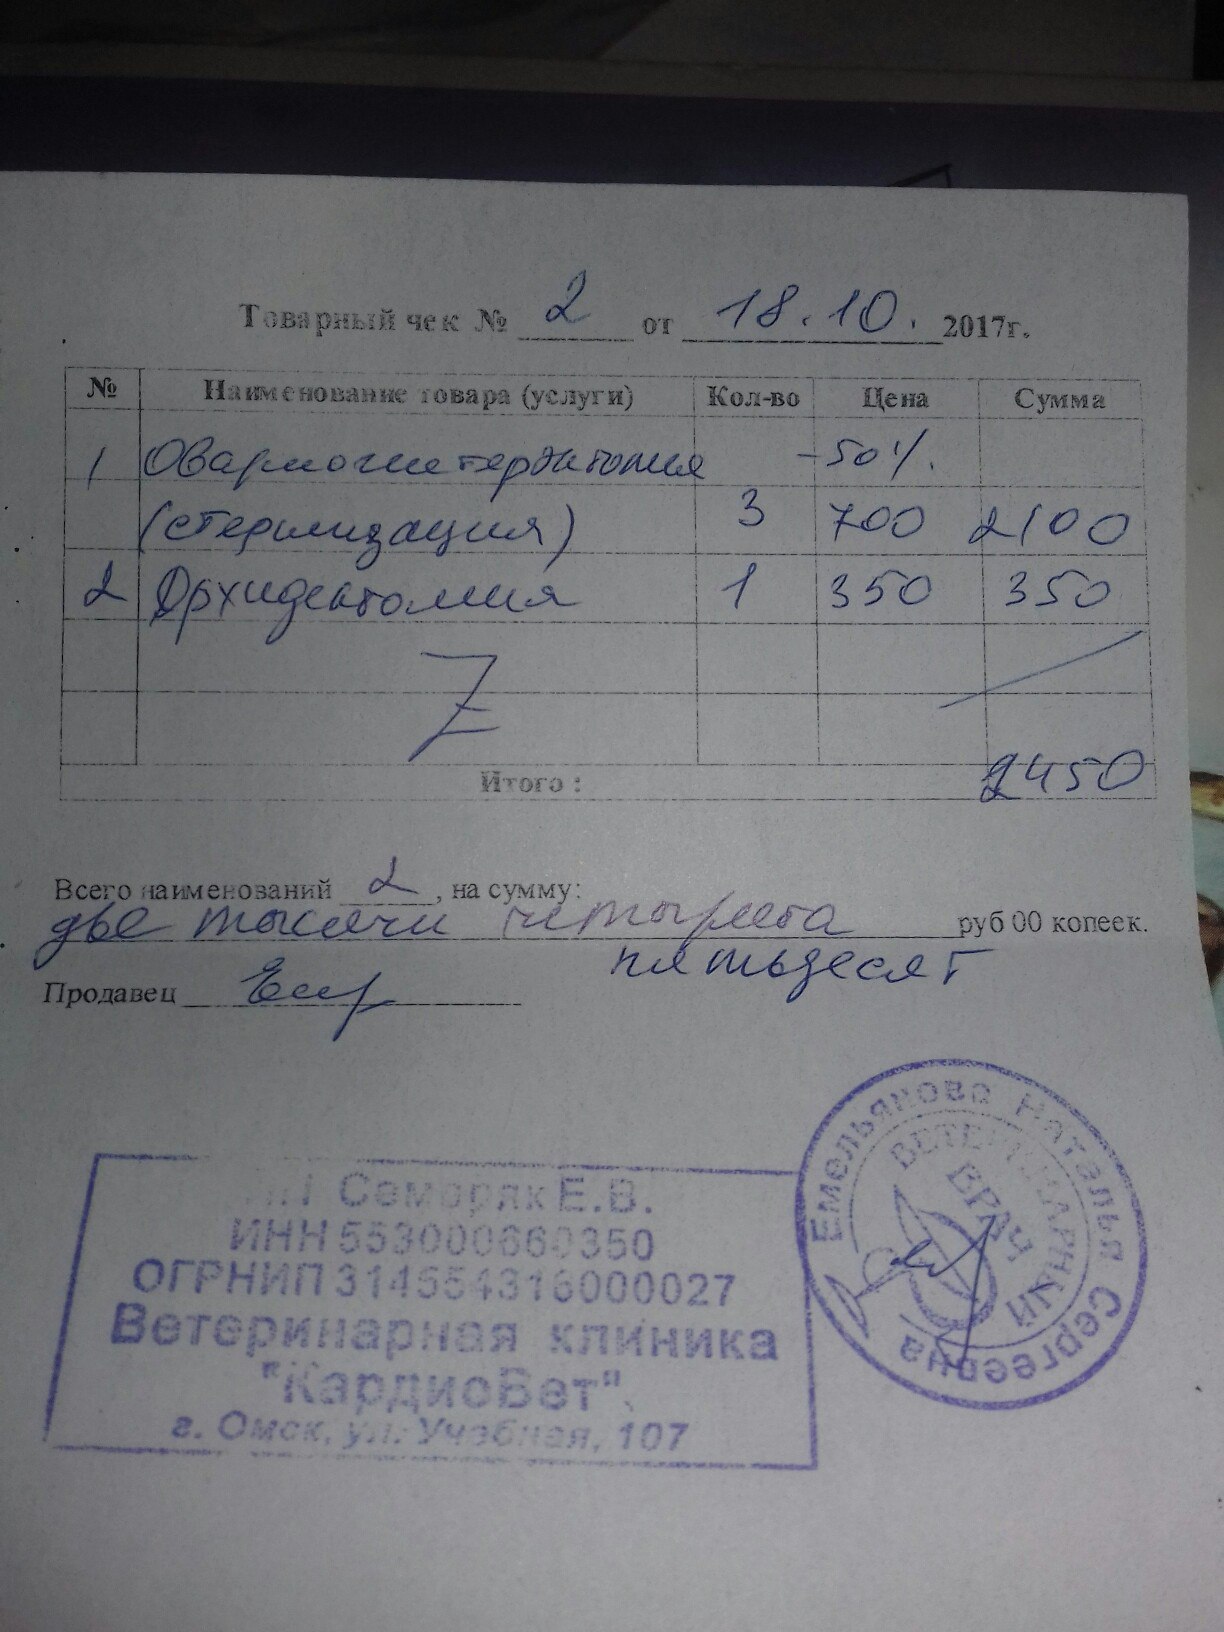 Товарный чек № 2 от 18.10. 2017г.
№ Наименование товара (услуги) Кол-во Цена Сумма
1 Овариогистерэктомия -50%.
(стерилизация) 3 700 2100
2 Орхидектомия 1 350 350
Z
Итого : 2450
Всего наименований 2, на сумму:
две тысячи четыреста руб 00 копеек.
пятьдесят
Продавец
Семоряк Е.В.
ИНН 553000660350
ОГРНИП 314554316000027
Ветеринарная клиника
"КардиоВет"
г. Омск, ул. Учебная, 107
Емельянова Наталья Сергеевна
ВЕТЕРИНАРНЫЙ
ВРАЧ